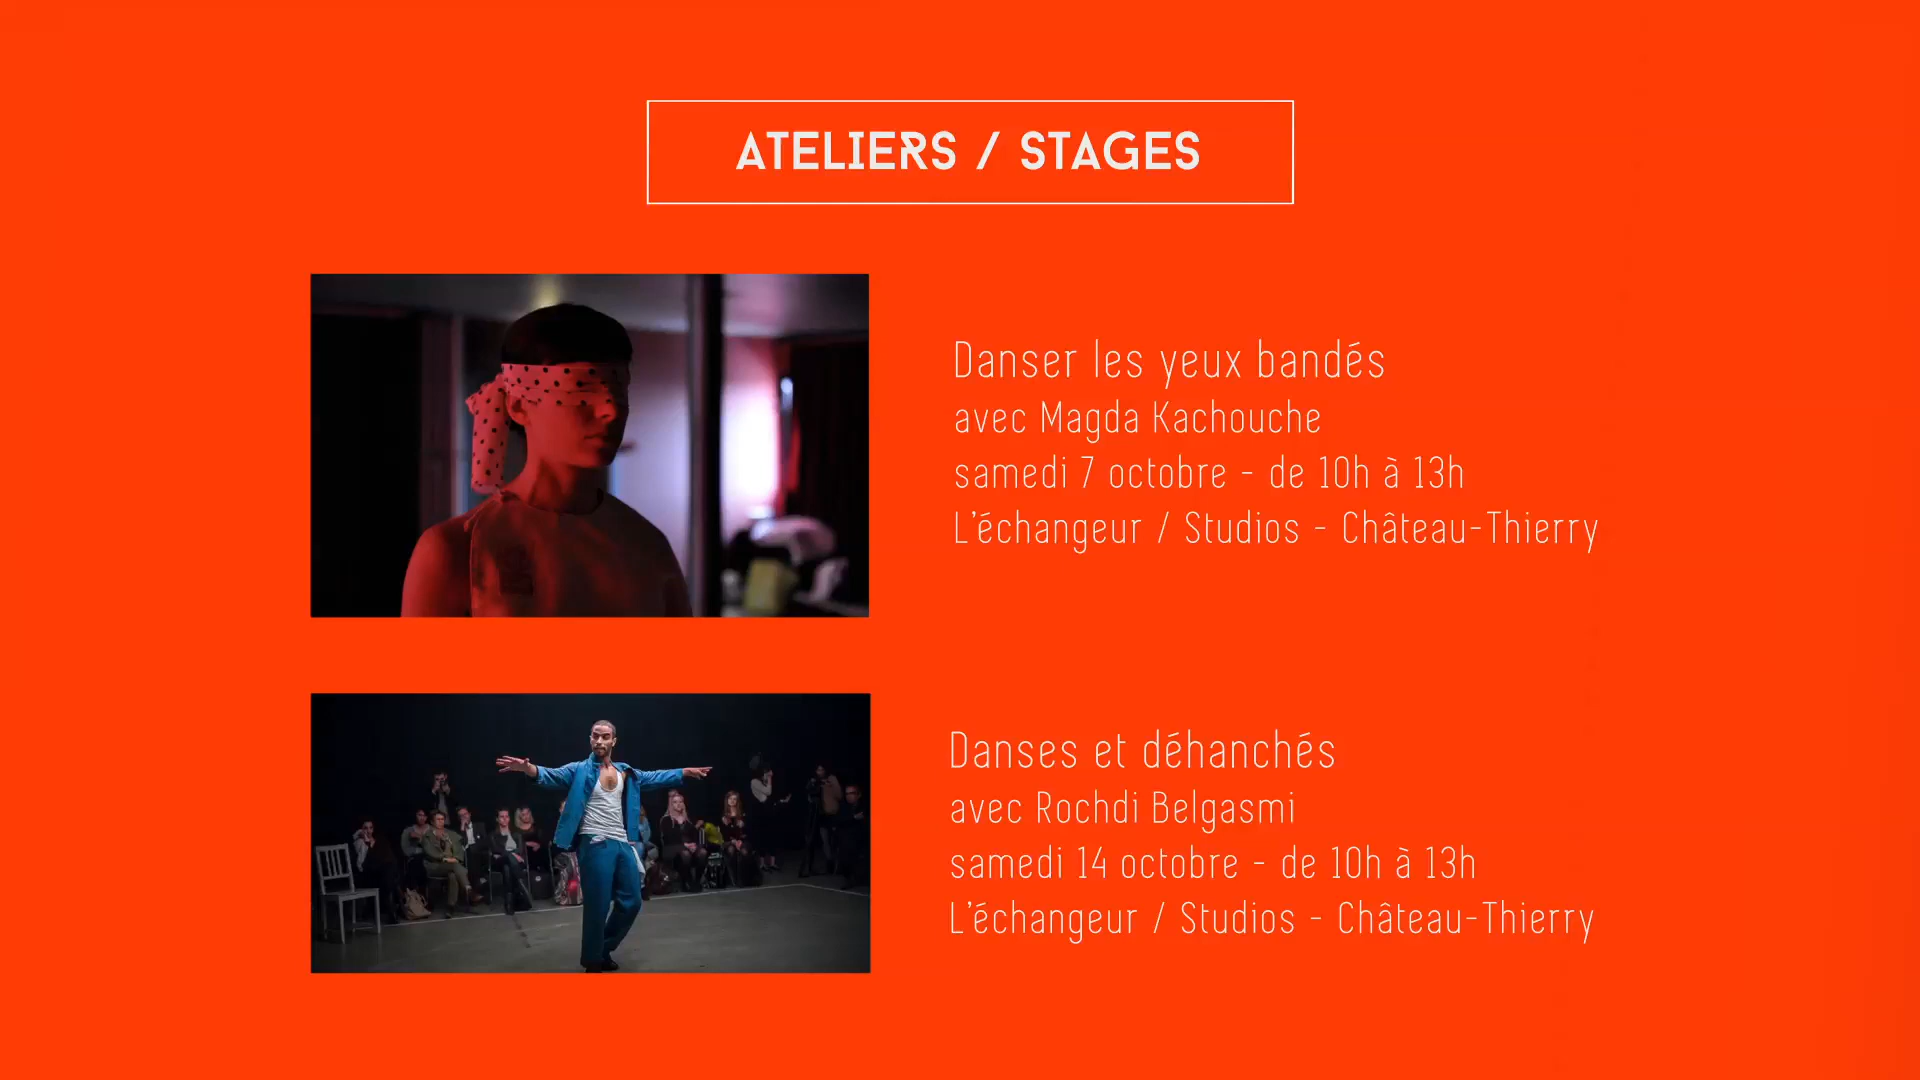 ATELIERS / STAGES
Danser les yeux bandés
avec Magda Kachouche
samedi 7 octobre - de 10h à 13h
L'échangeur / Studios - Château-Thierry
Danses et déhanchés
avec Rochdi Belgasmi
samedi 14 octobre - de 10h à 13h
L'échangeur / Studios - Château-Thierry